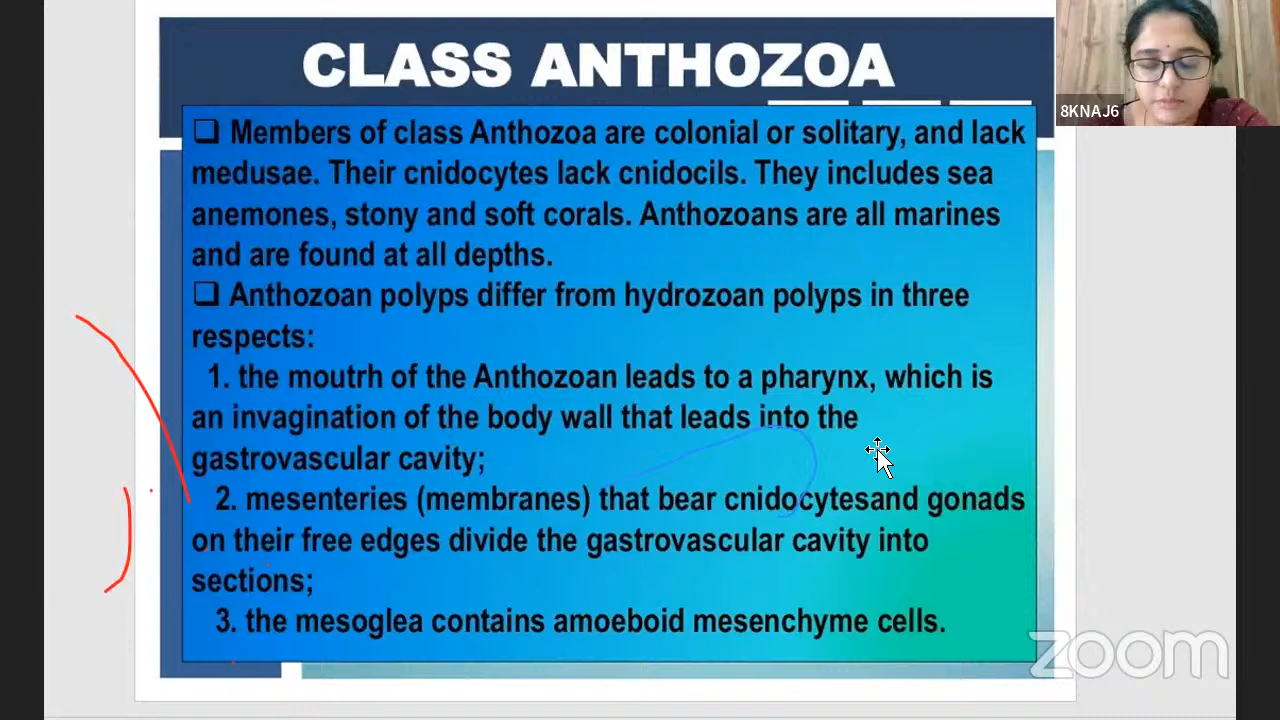 CLASS ANTHOZOA
8KNAJ6
❑ Members of class Anthozoa are colonial or solitary, and lack
medusae. Their cnidocytes lack cnidocils. They includes sea
anemones, stony and soft corals. Anthozoans are all marines
and are found at all depths.
❑ Anthozoan polyps differ from hydrozoan polyps in three
respects:
1. the moutrh of the Anthozoan leads to a pharynx, which is
an invagination of the body wall that leads into the
gastrovascular cavity;
2. mesenteries (membranes) that bear cnidocytesand gonads
on their free edges divide the gastrovascular cavity into
sections;
3. the mesoglea contains amoeboid mesenchyme cells.
zoom